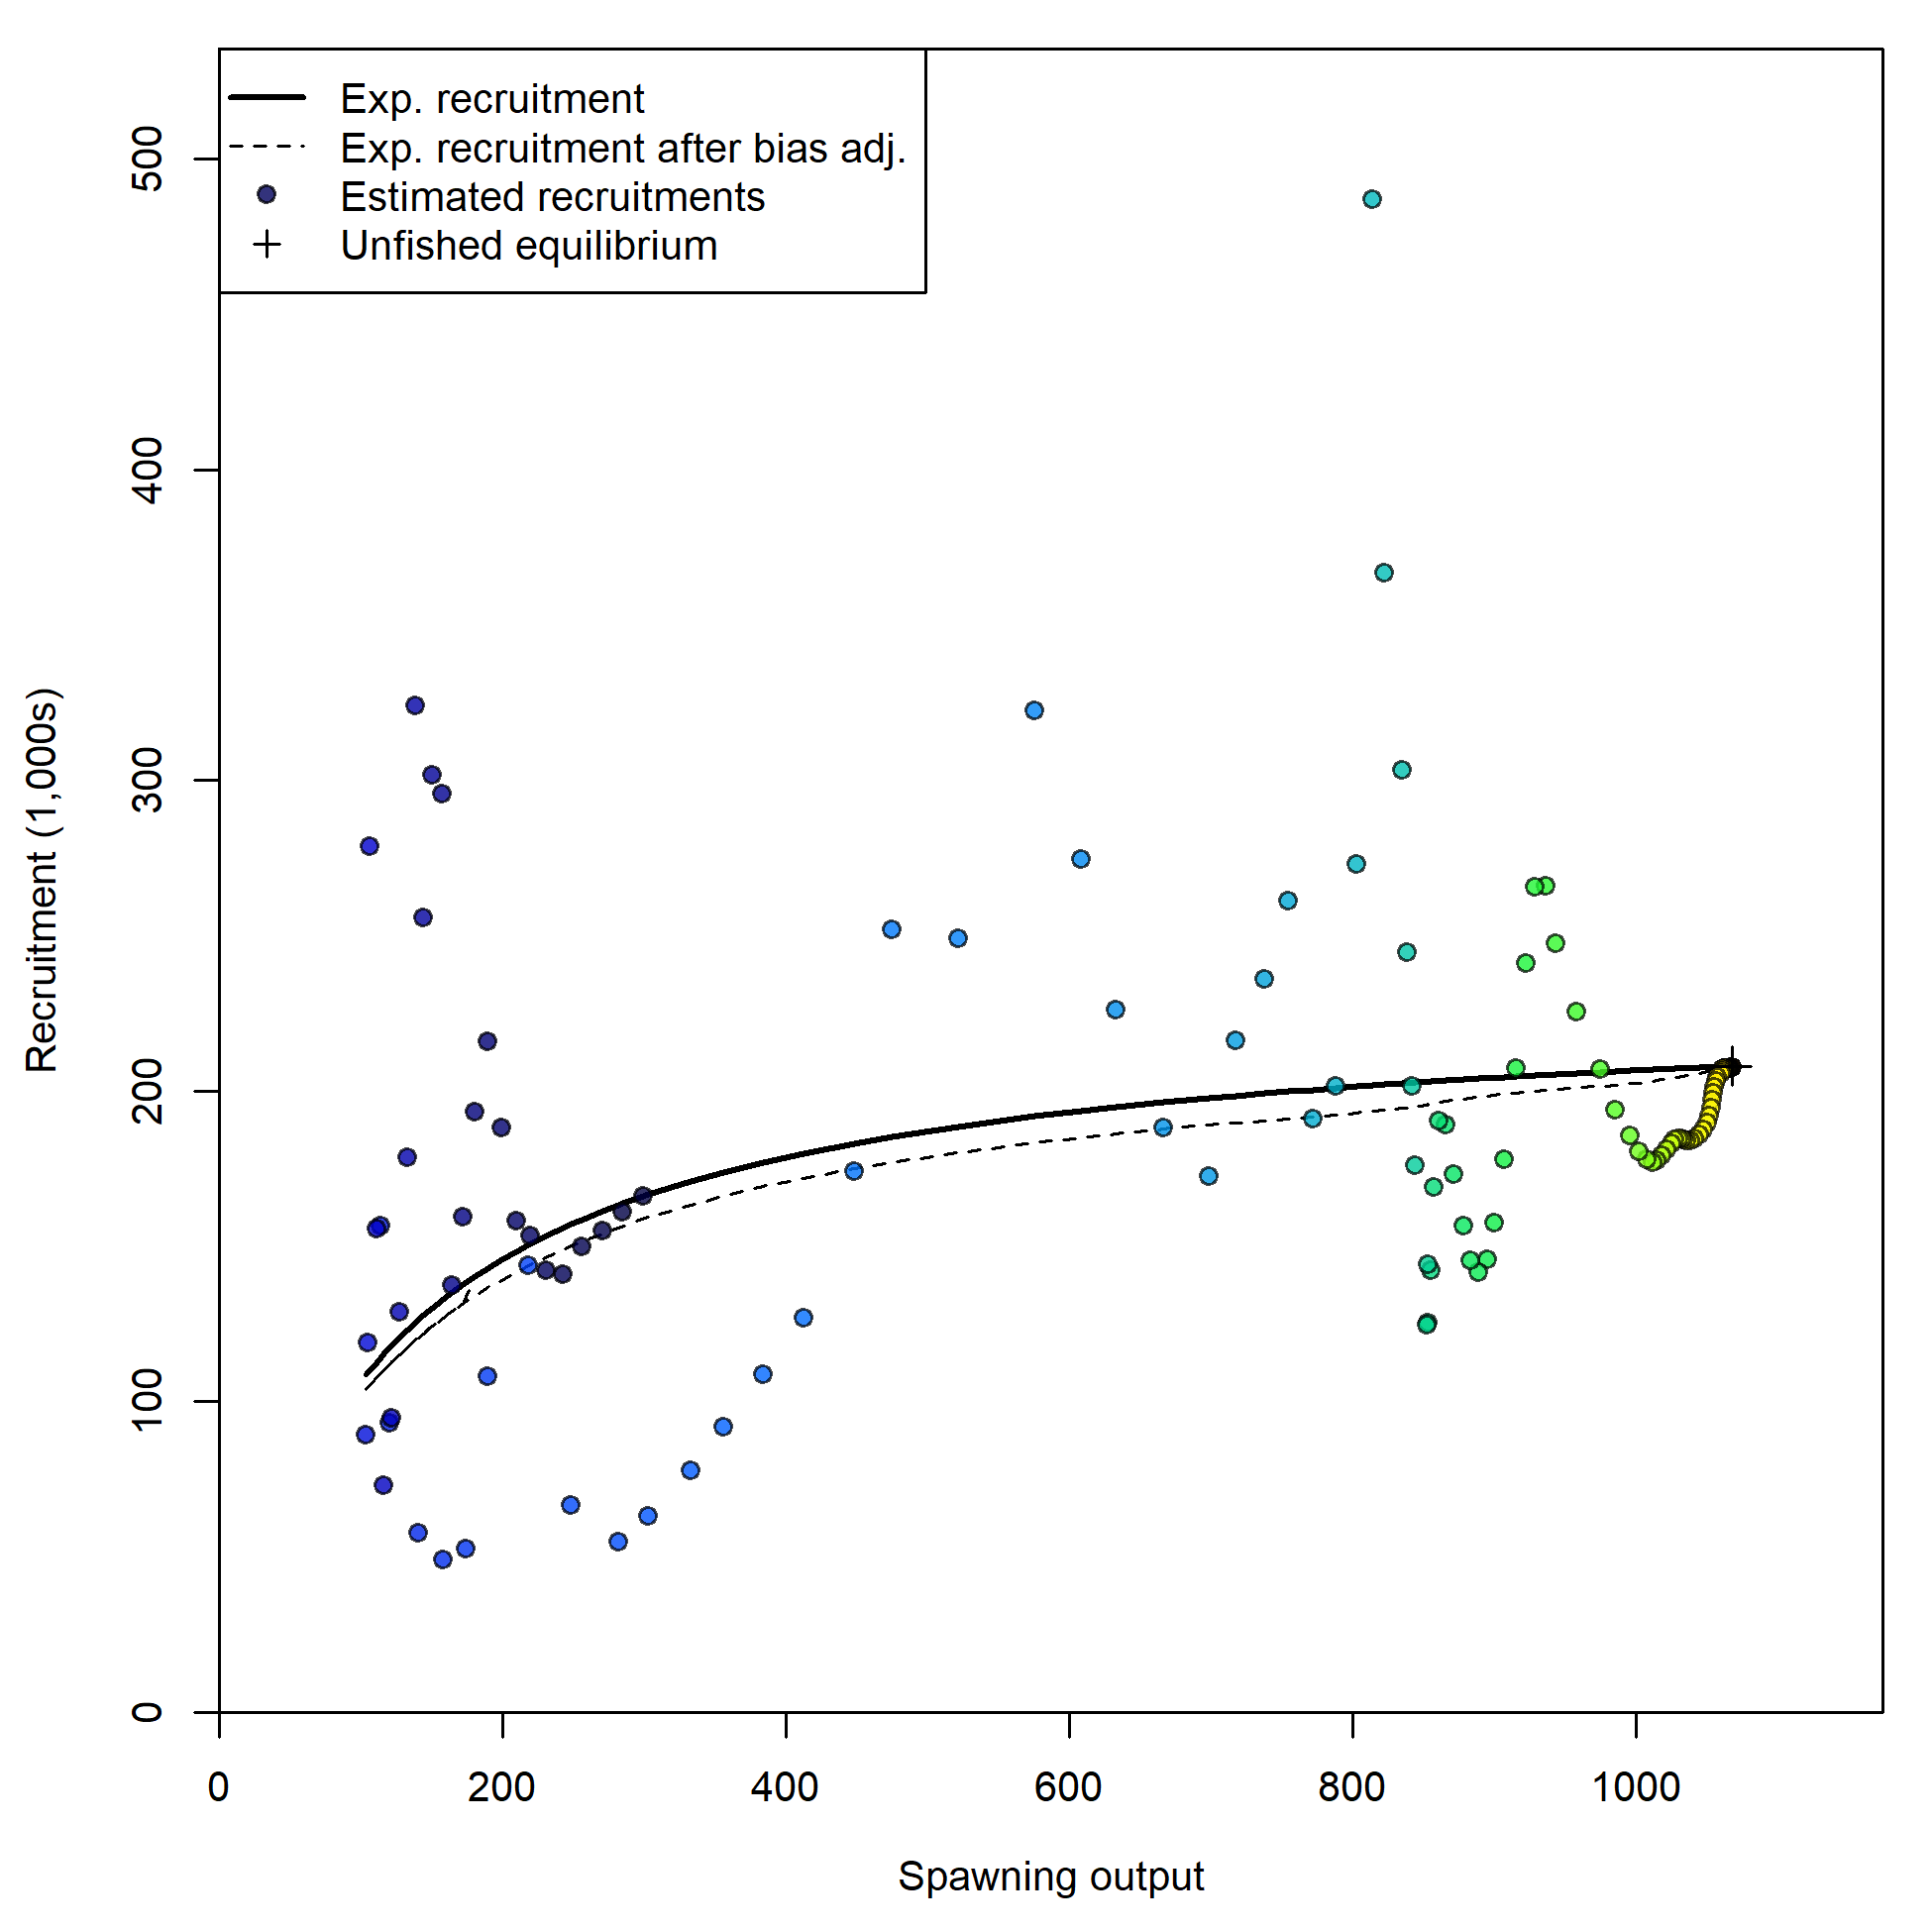 Exp. recruitment
Exp. recruitment after bias adj.
Estimated recruitments
Unfished equilibrium
500
400
300
200
100
0
Recruitment (1,000s)
0 200 400 600 800 1000
Spawning output